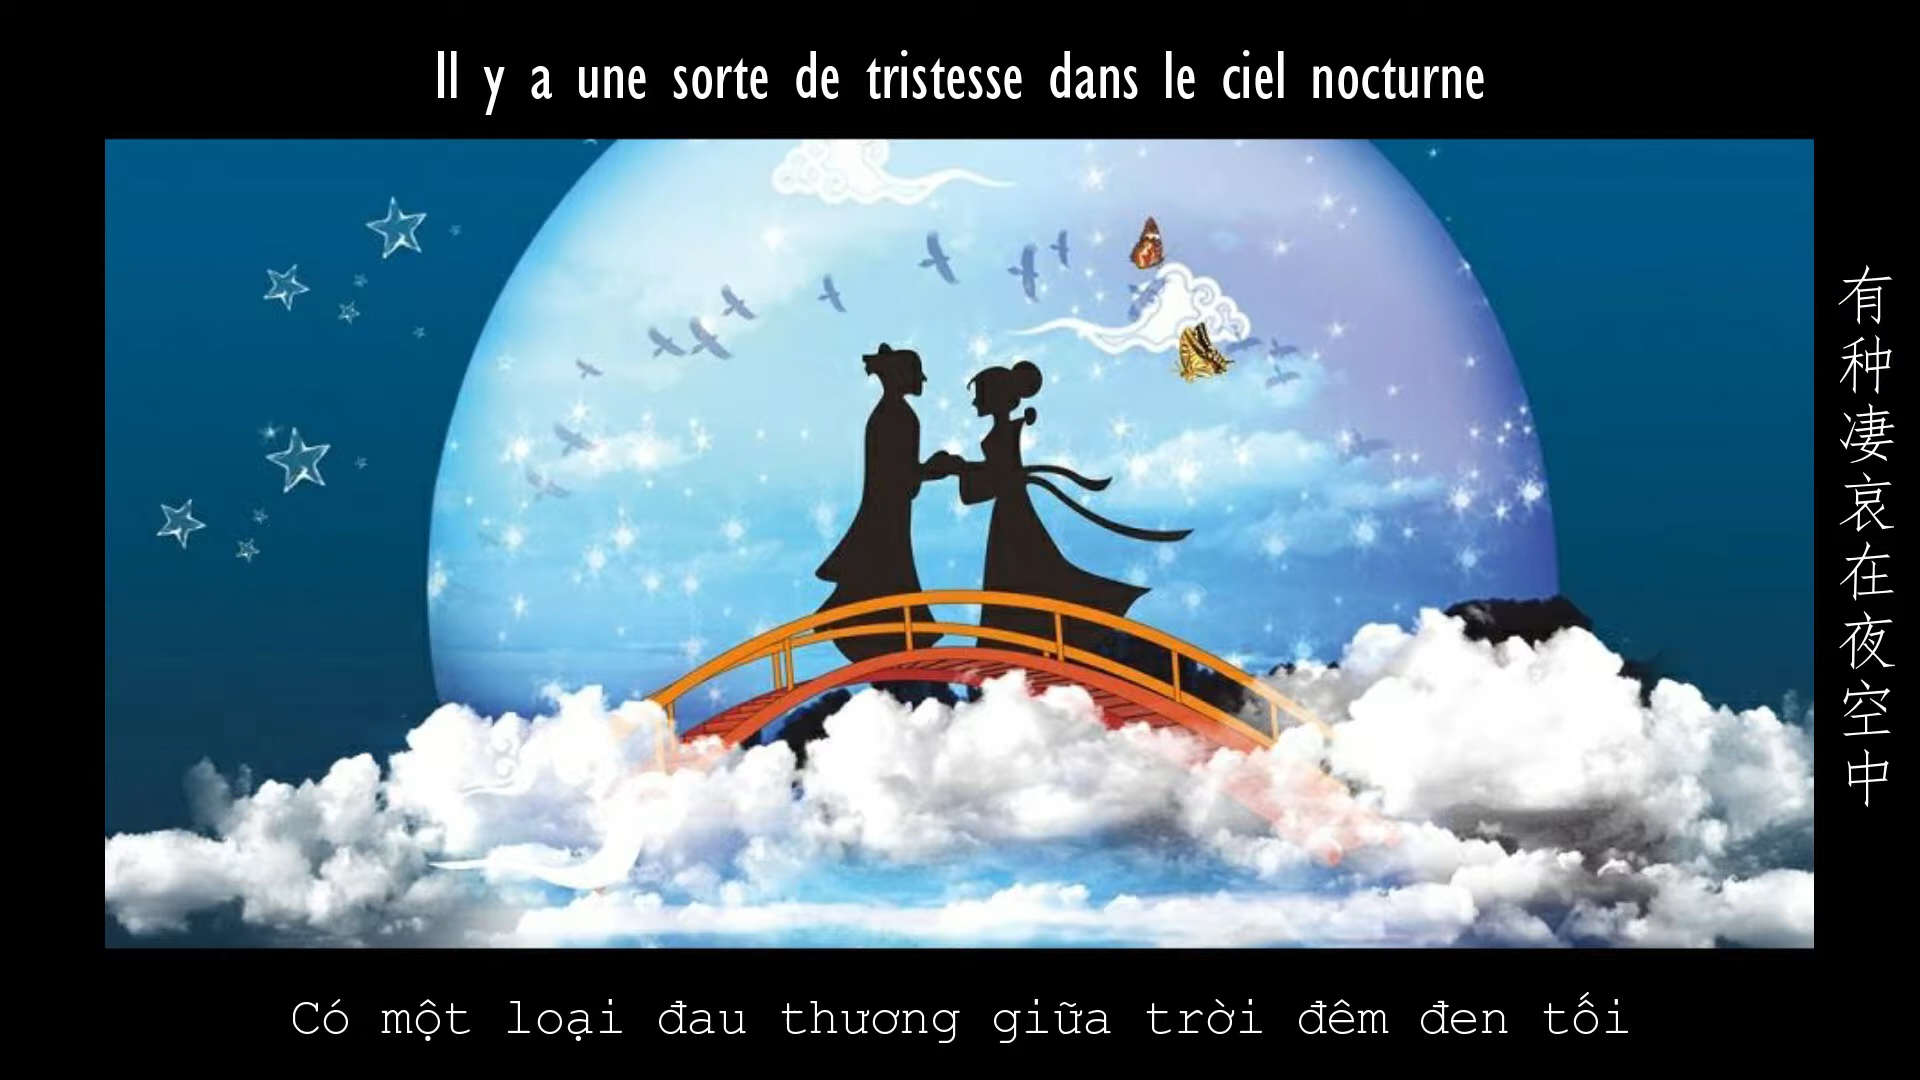 Il y a une sorte de tristesse dans le ciel nocturne
有种凄哀在夜空中
Có một loại đau thương giữa trời đêm đen tối